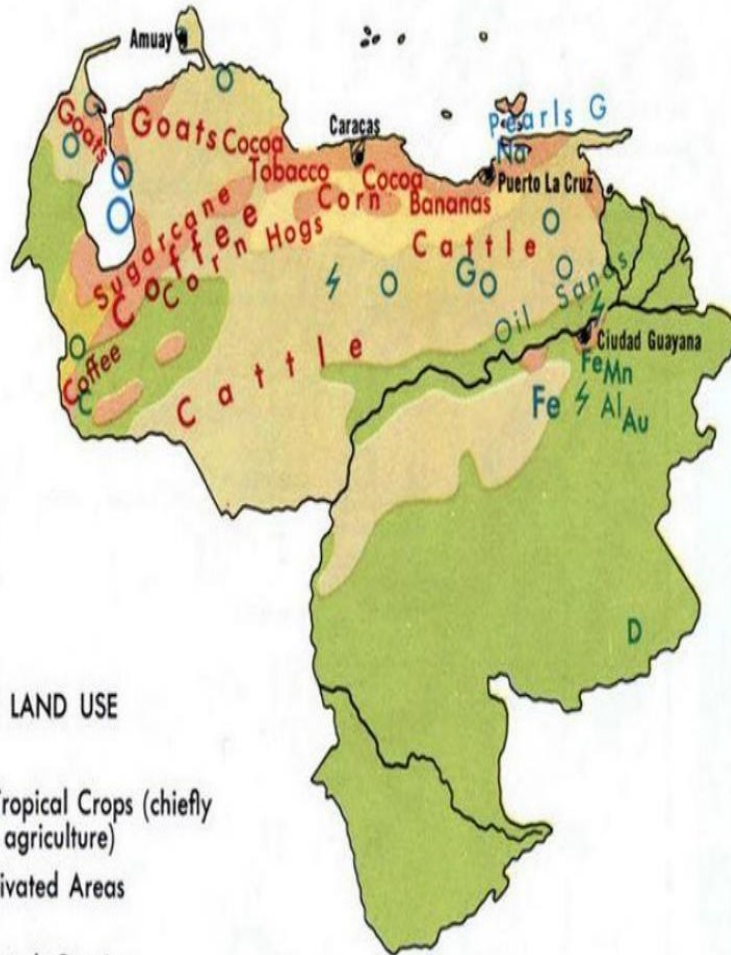 Amuay
O
Goats
G
O
Goats
Cocoa
Caracas
Pearls G
Na
Tobacco
Cocoa
Puerto La Cruz
Corn
Bananas
O
O
Sugarcane
Coffee
Corn Hogs
Cattle
O
O
O
G
O
Oil Sands
O
Coffee
C
Cattle
Ciudad Guayana
Fe
Mn
Fe
Al
Au
D
LAND USE
Tropical Crops (chiefly
agriculture)
Areas